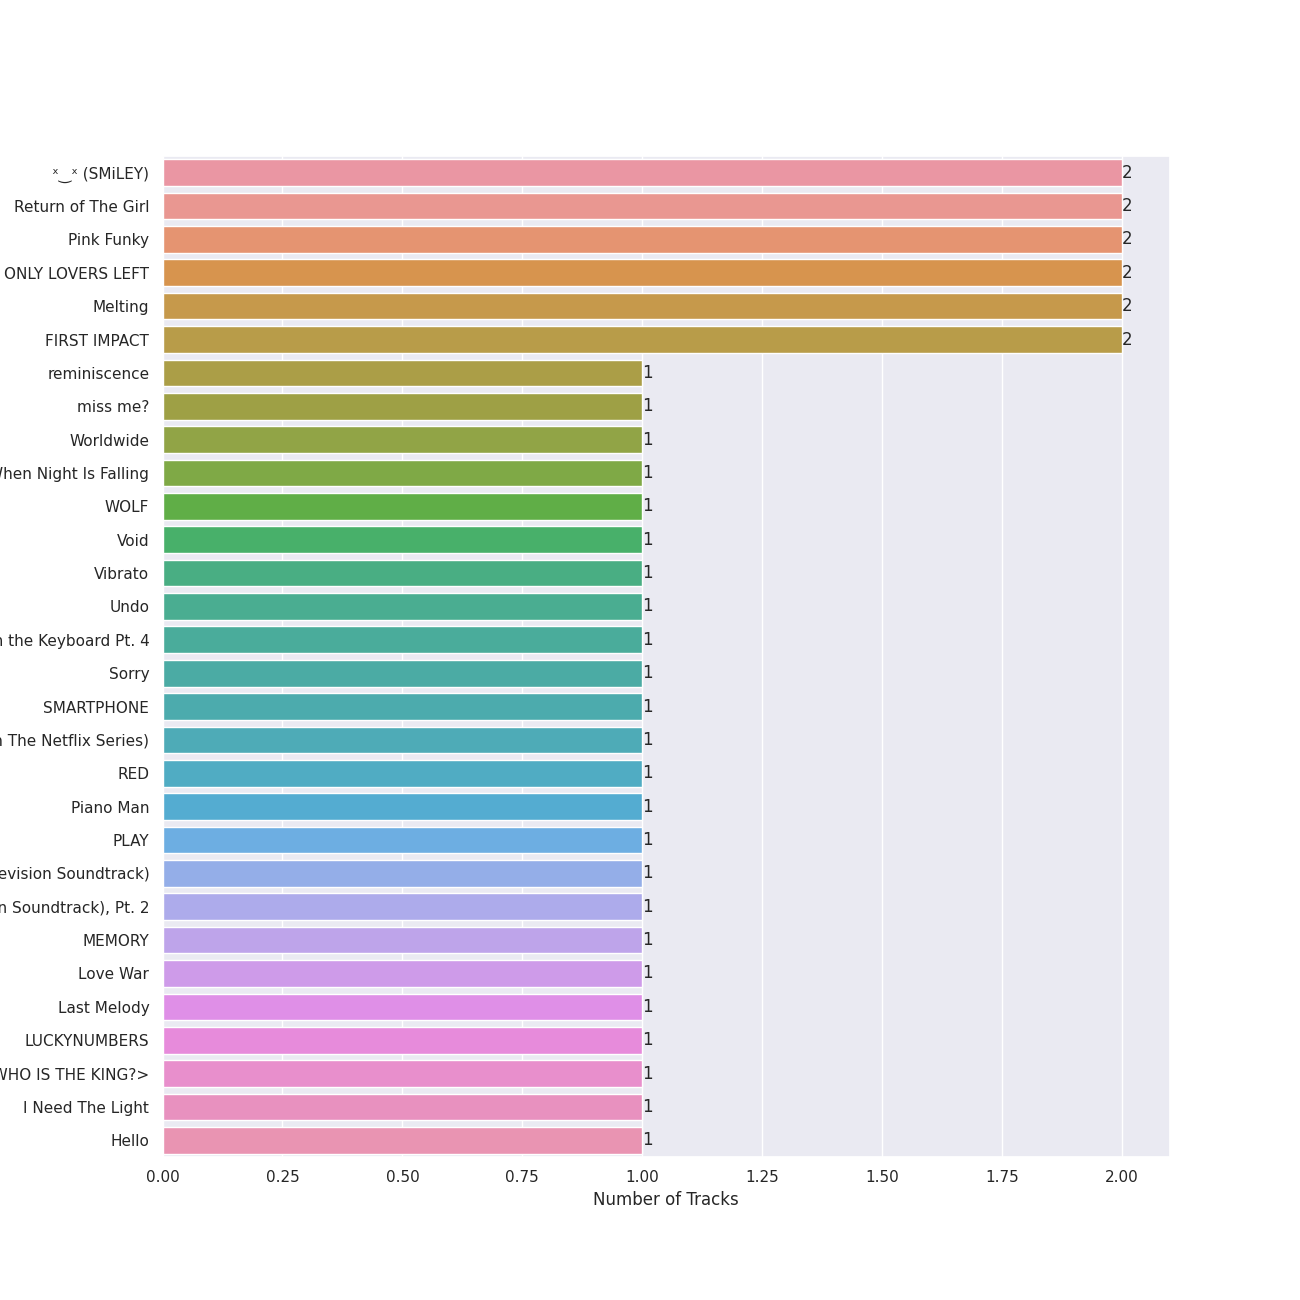 ˣ‿ˣ (SMiLEY) 2
Return of The Girl 2
Pink Funky 2
ONLY LOVERS LEFT 2
Melting 2
FIRST IMPACT 2
reminiscence 1
miss me? 1
Worldwide 1
When Night Is Falling 1
WOLF 1
Void 1
Vibrato 1
Undo 1
the Keyboard Pt. 4 1
Sorry 1
SMARTPHONE 1
The Netflix Series) 1
RED 1
Piano Man 1
PLAY 1
evision Soundtrack) 1
n Soundtrack), Pt. 2 1
MEMORY 1
Love War 1
Last Melody 1
LUCKYNUMBERS 1
WHO IS THE KING?> 1
I Need The Light 1
Hello 1
0.00 0.25 0.50 0.75 1.00 1.25 1.50 1.75 2.00
Number of Tracks